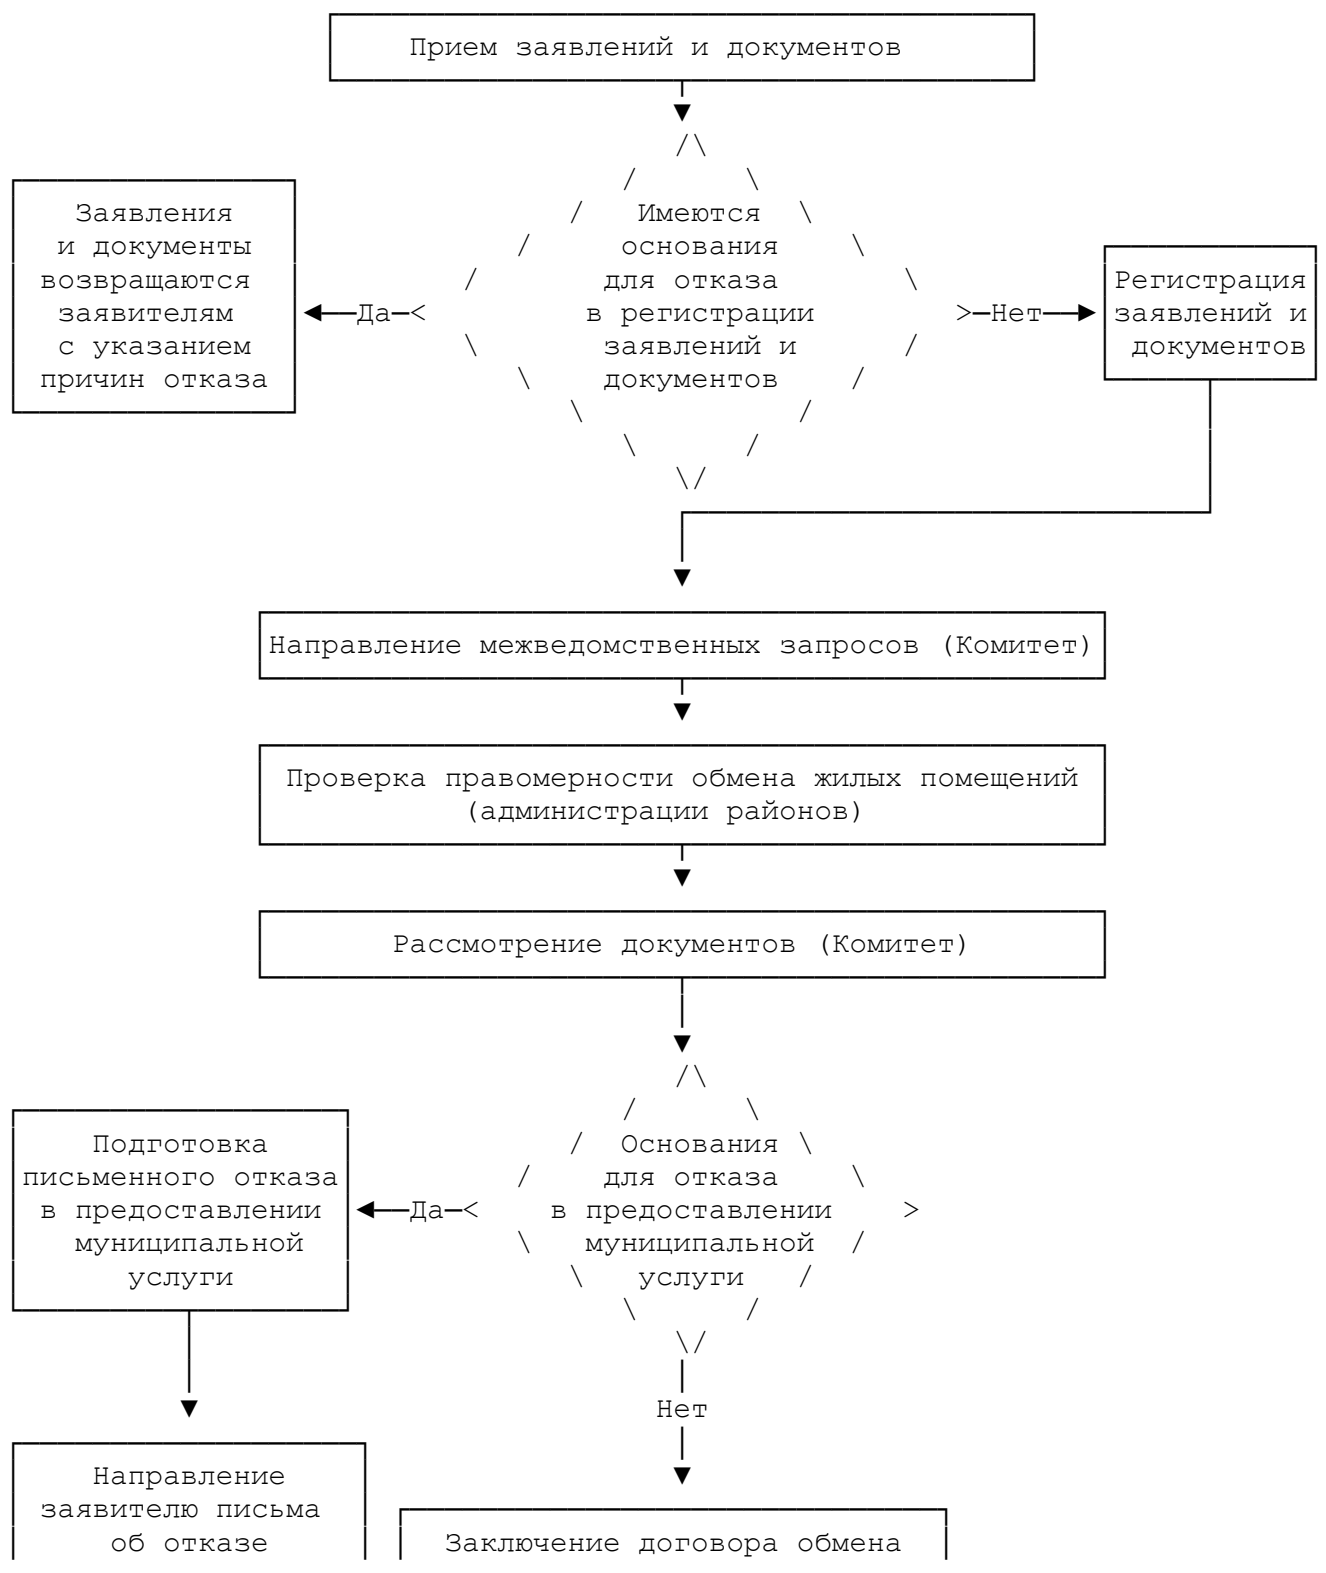 Прием заявлений и документов
Имеются
основания
для отказа
в регистрации
заявлений и
документов
Да
Заявления
и документы
возвращаются
заявителям
с указанием
причин отказа
Нет
Регистрация
заявлений и
документов
Направление межведомственных запросов (Комитет)
Проверка правомерности обмена жилых помещений
(администрации районов)
Рассмотрение документов (Комитет)
Основания
для отказа
в предоставлении
муниципальной
услуги
Да
Подготовка
письменного отказа
в предоставлении
муниципальной
услуги
Нет
Направление
заявителю письма
об отказе
Заключение договора обмена